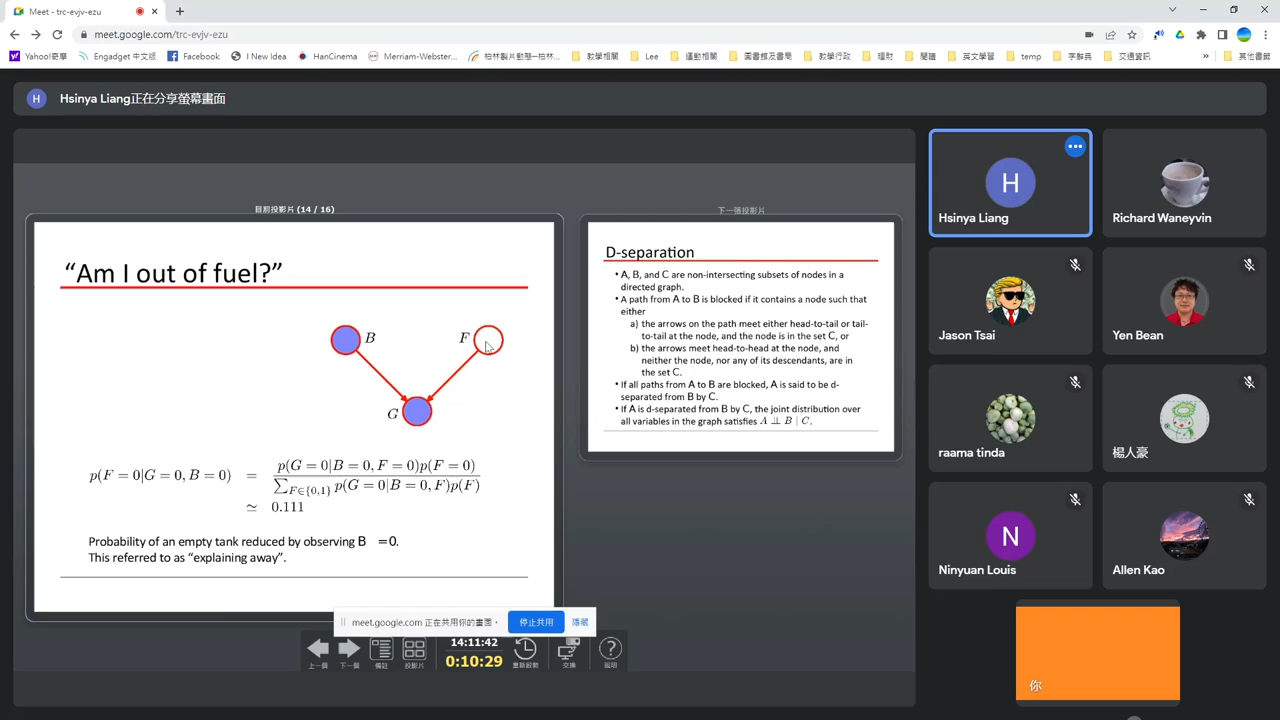 Meet - trc-evjv-ezu
meet.google.com/trc-evjv-ezu
Yahoo!奇摩
Engadget 中文版
Facebook
I New Idea
HanCinema
Merriam-Webster...
柏林製片動態─柏林...
教學相關
Lee
運動相關
圖書館及書局
教學行政
理財
閱讀
英文學習
temp
字辭典
交通資訊
»
其他書籤
H
Hsinya Liang正在分享螢幕畫面
目前投影片 (14 / 16)
“Am I out of fuel?”
B
F
G
p(F = 0|G = 0, B = 0) = p(G = 0|B = 0, F = 0)p(F = 0) / ∑F∈{0,1} p(G = 0|B = 0, F)p(F)
≃ 0.111
Probability of an empty tank reduced by observing B = 0.
This referred to as “explaining away”.
下一張投影片
D-separation
• A, B, and C are non-intersecting subsets of nodes in a
directed graph.
• A path from A to B is blocked if it contains a node such that
either
a) the arrows on the path meet either head-to-tail or tail-
to-tail at the node, and the node is in the set C, or
b) the arrows meet head-to-head at the node, and
neither the node, nor any of its descendants, are in
the set C.
• If all paths from A to B are blocked, A is said to be d-
separated from B by C.
• If A is d-separated from B by C, the joint distribution over
all variables in the graph satisfies A ⫫ B | C.
meet.google.com 正在共用你的畫面。
停止共用
隱藏
上一個
下一個
備註
投影片
14:11:42
0:10:29
重新啟動
交換
說明
H
Hsinya Liang
Richard Waneyvin
Jason Tsai
Yen Bean
raama tinda
楊人豪
N
Ninyuan Louis
Allen Kao
你